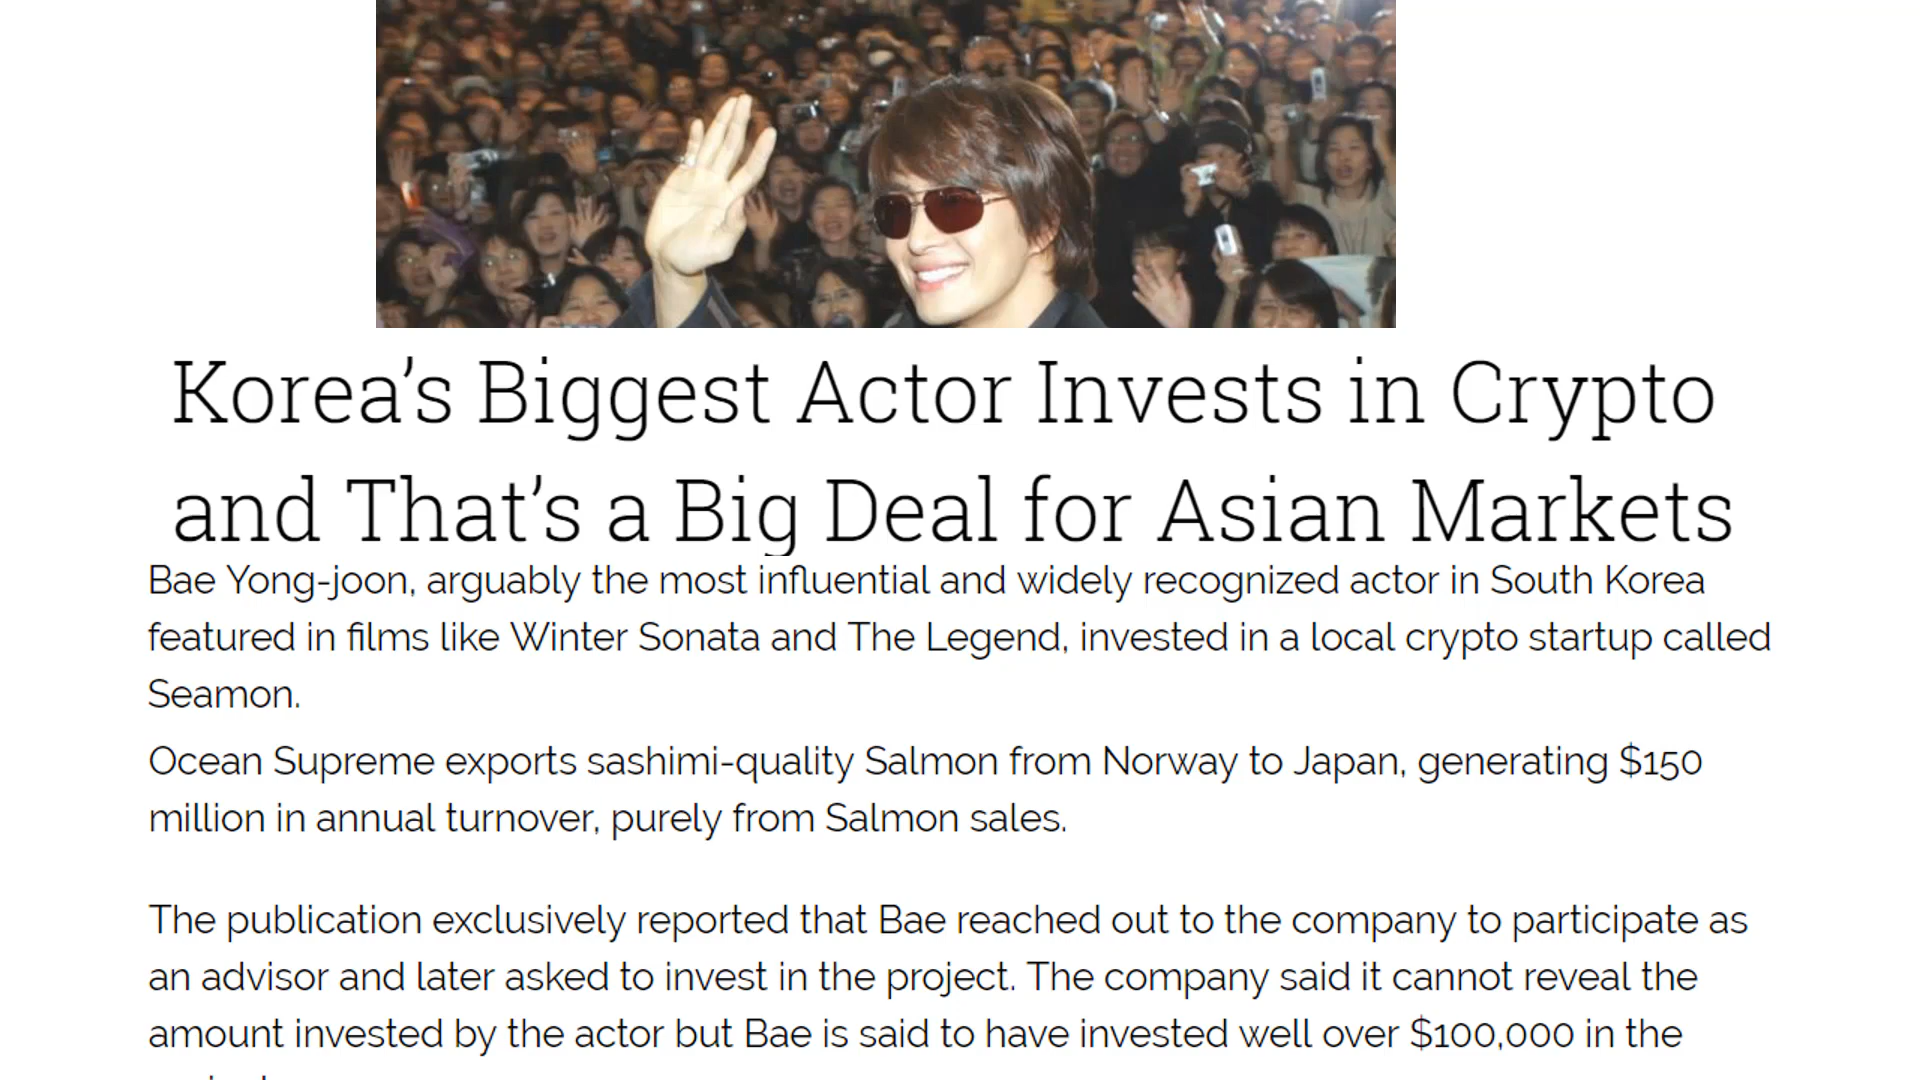 Korea’s Biggest Actor Invests in Crypto
and That’s a Big Deal for Asian Markets
Bae Yong-joon, arguably the most influential and widely recognized actor in South Korea
featured in films like Winter Sonata and The Legend, invested in a local crypto startup called
Seamon.
Ocean Supreme exports sashimi-quality Salmon from Norway to Japan, generating $150
million in annual turnover, purely from Salmon sales.
The publication exclusively reported that Bae reached out to the company to participate as
an advisor and later asked to invest in the project. The company said it cannot reveal the
amount invested by the actor but Bae is said to have invested well over $100,000 in the